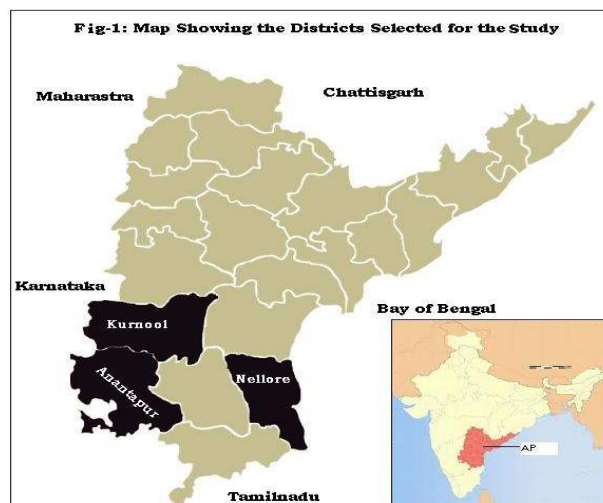 Fig-1: Map Showing the Districts Selected for the Study
Maharastra
Chattisgarh
Karnataka
Kurnool
Bay of Bengal
Anantapur
Nellore
AP
Tamilnadu